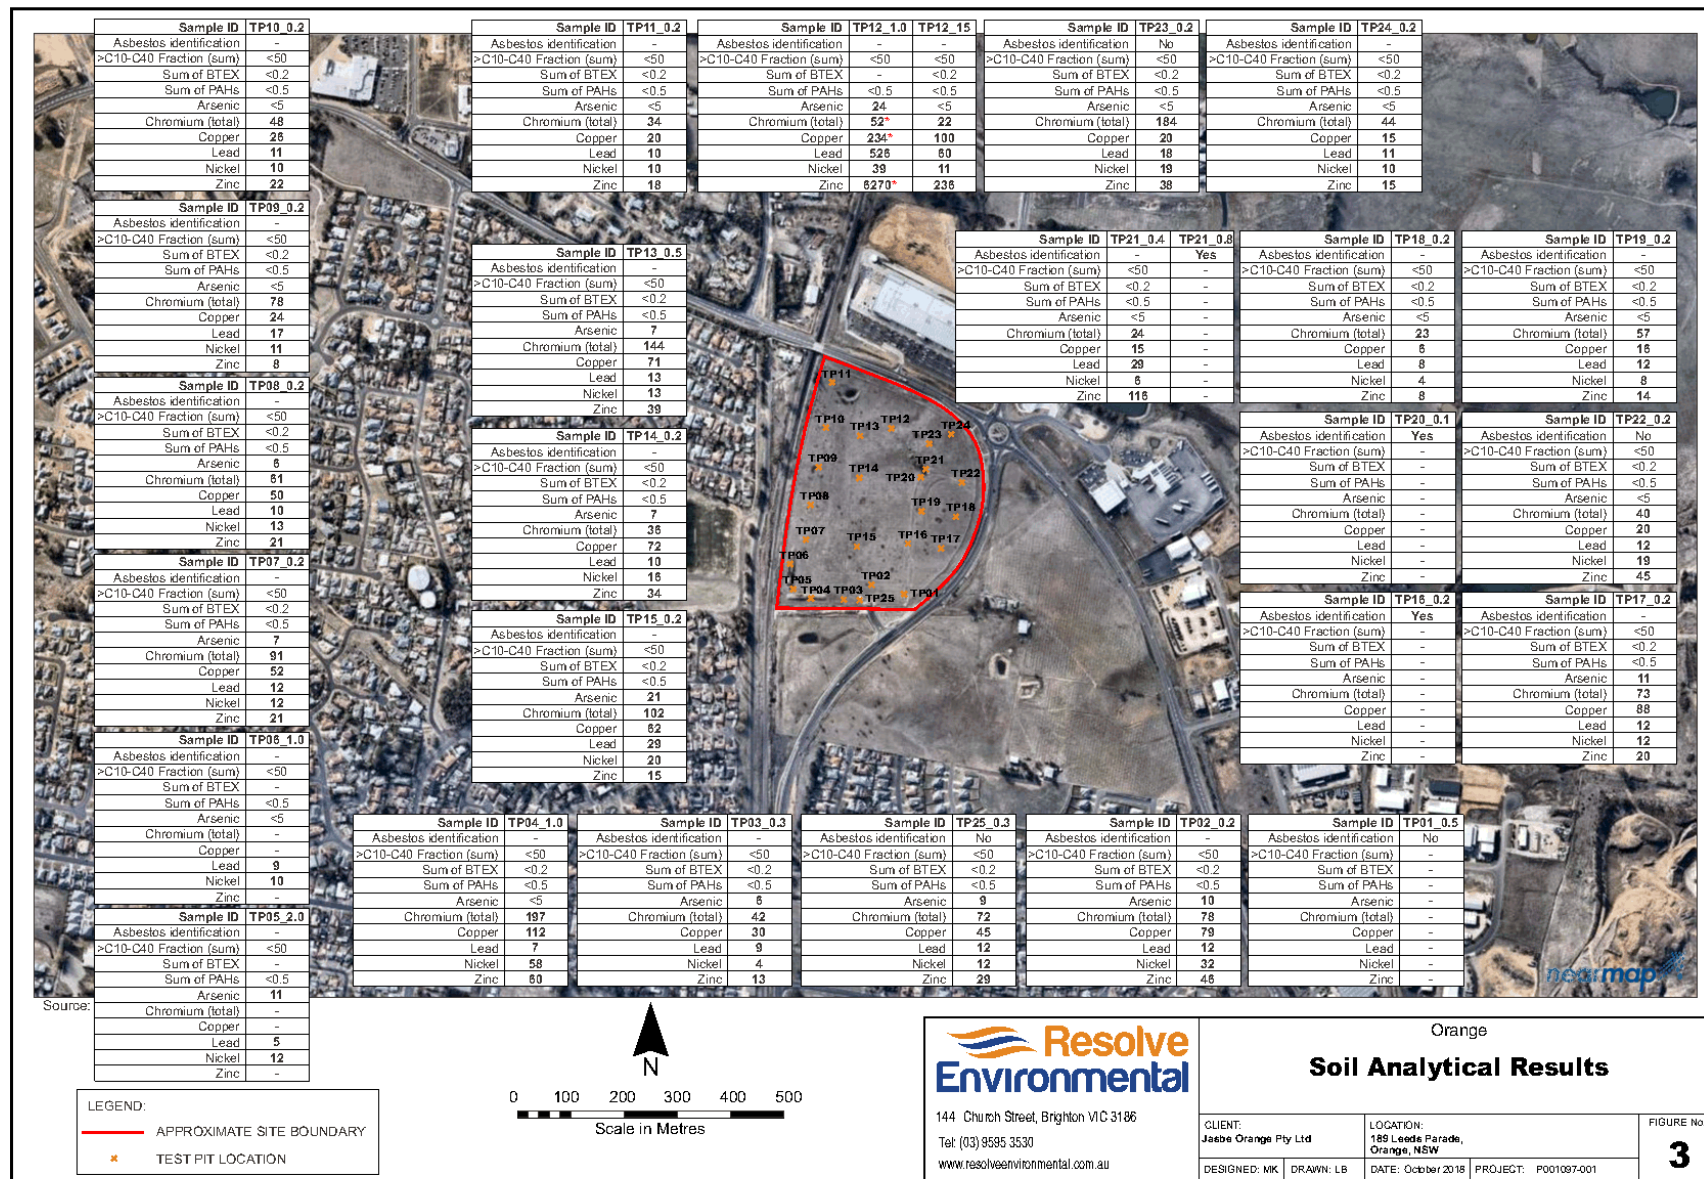 Sample ID TP10_0.2
Asbestos identification -
>C10-C40 Fraction (sum) <50
Sum of BTEX <0.2
Sum of PAHs <0.5
Arsenic <5
Chromium (total) 48
Copper 26
Lead 11
Nickel 10
Zinc 22
Sample ID TP11_0.2
Asbestos identification -
>C10-C40 Fraction (sum) <50
Sum of BTEX <0.2
Sum of PAHs <0.5
Arsenic <5
Chromium (total) 34
Copper 20
Lead 10
Nickel 10
Zinc 18
Sample ID TP12_1.0 TP12_15
Asbestos identification - -
>C10-C40 Fraction (sum) <50 <50
Sum of BTEX - <0.2
Sum of PAHs <0.5 <0.5
Arsenic 24 <5
Chromium (total) 52* 22
Copper 234* 100
Lead 526 60
Nickel 39 11
Zinc 6270* 236
Sample ID TP23_0.2
Asbestos identification No
>C10-C40 Fraction (sum) <50
Sum of BTEX <0.2
Sum of PAHs <0.5
Arsenic <5
Chromium (total) 184
Copper 20
Lead 18
Nickel 19
Zinc 38
Sample ID TP24_0.2
Asbestos identification -
>C10-C40 Fraction (sum) <50
Sum of BTEX <0.2
Sum of PAHs <0.5
Arsenic <5
Chromium (total) 44
Copper 15
Lead 11
Nickel 10
Zinc 15
Sample ID TP09_0.2
Asbestos identification -
>C10-C40 Fraction (sum) <50
Sum of BTEX <0.2
Sum of PAHs <0.5
Arsenic <5
Chromium (total) 78
Copper 24
Lead 17
Nickel 11
Zinc 8
Sample ID TP13_0.5
Asbestos identification -
>C10-C40 Fraction (sum) <50
Sum of BTEX <0.2
Sum of PAHs <0.5
Arsenic 7
Chromium (total) 144
Copper 71
Lead 13
Nickel 13
Zinc 39
Sample ID TP21_0.4 TP21_0.8
Asbestos identification - Yes
>C10-C40 Fraction (sum) <50 -
Sum of BTEX <0.2 -
Sum of PAHs <0.5 -
Arsenic <5 -
Chromium (total) 24 -
Copper 15 -
Lead 29 -
Nickel 6 -
Zinc 116 -
Sample ID TP18_0.2
Asbestos identification -
>C10-C40 Fraction (sum) <50
Sum of BTEX <0.2
Sum of PAHs <0.5
Arsenic <5
Chromium (total) 23
Copper 6
Lead 8
Nickel 4
Zinc 8
Sample ID TP19_0.2
Asbestos identification -
>C10-C40 Fraction (sum) <50
Sum of BTEX <0.2
Sum of PAHs <0.5
Arsenic <5
Chromium (total) 57
Copper 16
Lead 12
Nickel 8
Zinc 14
Sample ID TP08_0.2
Asbestos identification -
>C10-C40 Fraction (sum) <50
Sum of BTEX <0.2
Sum of PAHs <0.5
Arsenic 6
Chromium (total) 61
Copper 50
Lead 10
Nickel 13
Zinc 21
Sample ID TP14_0.2
Asbestos identification -
>C10-C40 Fraction (sum) <50
Sum of BTEX <0.2
Sum of PAHs <0.5
Arsenic 7
Chromium (total) 36
Copper 72
Lead 10
Nickel 16
Zinc 34
Sample ID TP20_0.1
Asbestos identification Yes
>C10-C40 Fraction (sum) -
Sum of BTEX -
Sum of PAHs -
Arsenic -
Chromium (total) -
Copper -
Lead -
Nickel -
Zinc -
Sample ID TP22_0.2
Asbestos identification No
>C10-C40 Fraction (sum) <50
Sum of BTEX <0.2
Sum of PAHs <0.5
Arsenic <5
Chromium (total) 40
Copper 20
Lead 12
Nickel 19
Zinc 45
Sample ID TP07_0.2
Asbestos identification -
>C10-C40 Fraction (sum) <50
Sum of BTEX <0.2
Sum of PAHs <0.5
Arsenic 7
Chromium (total) 91
Copper 52
Lead 12
Nickel 12
Zinc 21
Sample ID TP15_0.2
Asbestos identification -
>C10-C40 Fraction (sum) <50
Sum of BTEX <0.2
Sum of PAHs <0.5
Arsenic 21
Chromium (total) 102
Copper 62
Lead 29
Nickel 20
Zinc 15
Sample ID TP16_0.2
Asbestos identification Yes
>C10-C40 Fraction (sum) -
Sum of BTEX -
Sum of PAHs -
Arsenic -
Chromium (total) -
Copper -
Lead -
Nickel -
Zinc -
Sample ID TP17_0.2
Asbestos identification -
>C10-C40 Fraction (sum) <50
Sum of BTEX <0.2
Sum of PAHs <0.5
Arsenic 11
Chromium (total) 73
Copper 88
Lead 12
Nickel 12
Zinc 20
TP11
TP10
TP13
TP12
TP23
TP24
TP09
TP14
TP20
TP21
TP22
TP08
TP19
TP18
TP07
TP15
TP16
TP17
TP06
TP05
TP04
TP03
TP02
TP25
TP01
Sample ID TP06_1.0
Asbestos identification -
>C10-C40 Fraction (sum) <50
Sum of BTEX -
Sum of PAHs <0.5
Arsenic <5
Chromium (total) -
Copper -
Lead 9
Nickel 10
Zinc -
Sample ID TP05_2.0
Asbestos identification -
>C10-C40 Fraction (sum) <50
Sum of BTEX -
Sum of PAHs <0.5
Arsenic 11
Chromium (total) -
Copper -
Lead 5
Nickel 12
Zinc -
Sample ID TP04_1.0
Asbestos identification -
>C10-C40 Fraction (sum) <50
Sum of BTEX <0.2
Sum of PAHs <0.5
Arsenic <5
Chromium (total) 197
Copper 112
Lead 7
Nickel 58
Zinc 60
Sample ID TP03_0.3
Asbestos identification -
>C10-C40 Fraction (sum) <50
Sum of BTEX <0.2
Sum of PAHs <0.5
Arsenic 6
Chromium (total) 42
Copper 30
Lead 9
Nickel 4
Zinc 13
Sample ID TP25_0.3
Asbestos identification No
>C10-C40 Fraction (sum) <50
Sum of BTEX <0.2
Sum of PAHs <0.5
Arsenic 9
Chromium (total) 72
Copper 45
Lead 12
Nickel 12
Zinc 29
Sample ID TP02_0.2
Asbestos identification -
>C10-C40 Fraction (sum) <50
Sum of BTEX <0.2
Sum of PAHs <0.5
Arsenic 10
Chromium (total) 78
Copper 79
Lead 12
Nickel 32
Zinc 46
Sample ID TP01_0.5
Asbestos identification No
>C10-C40 Fraction (sum) -
Sum of BTEX -
Sum of PAHs -
Arsenic -
Chromium (total) -
Copper -
Lead -
Nickel -
Zinc -
nearmap
Source:
LEGEND:
APPROXIMATE SITE BOUNDARY
TEST PIT LOCATION
N
0 100 200 300 400 500
Scale in Metres
Resolve
Environmental
144 Church Street, Brighton VIC 3186
Tel: (03) 9595 3530
www.resolveenvironmental.com.au
Orange
Soil Analytical Results
CLIENT:
Jasbe Orange Pty Ltd
LOCATION:
189 Leeds Parade,
Orange, NSW
DESIGNED: MK
DRAWN: LB
DATE: October 2018
PROJECT: P001097-001
FIGURE No
3